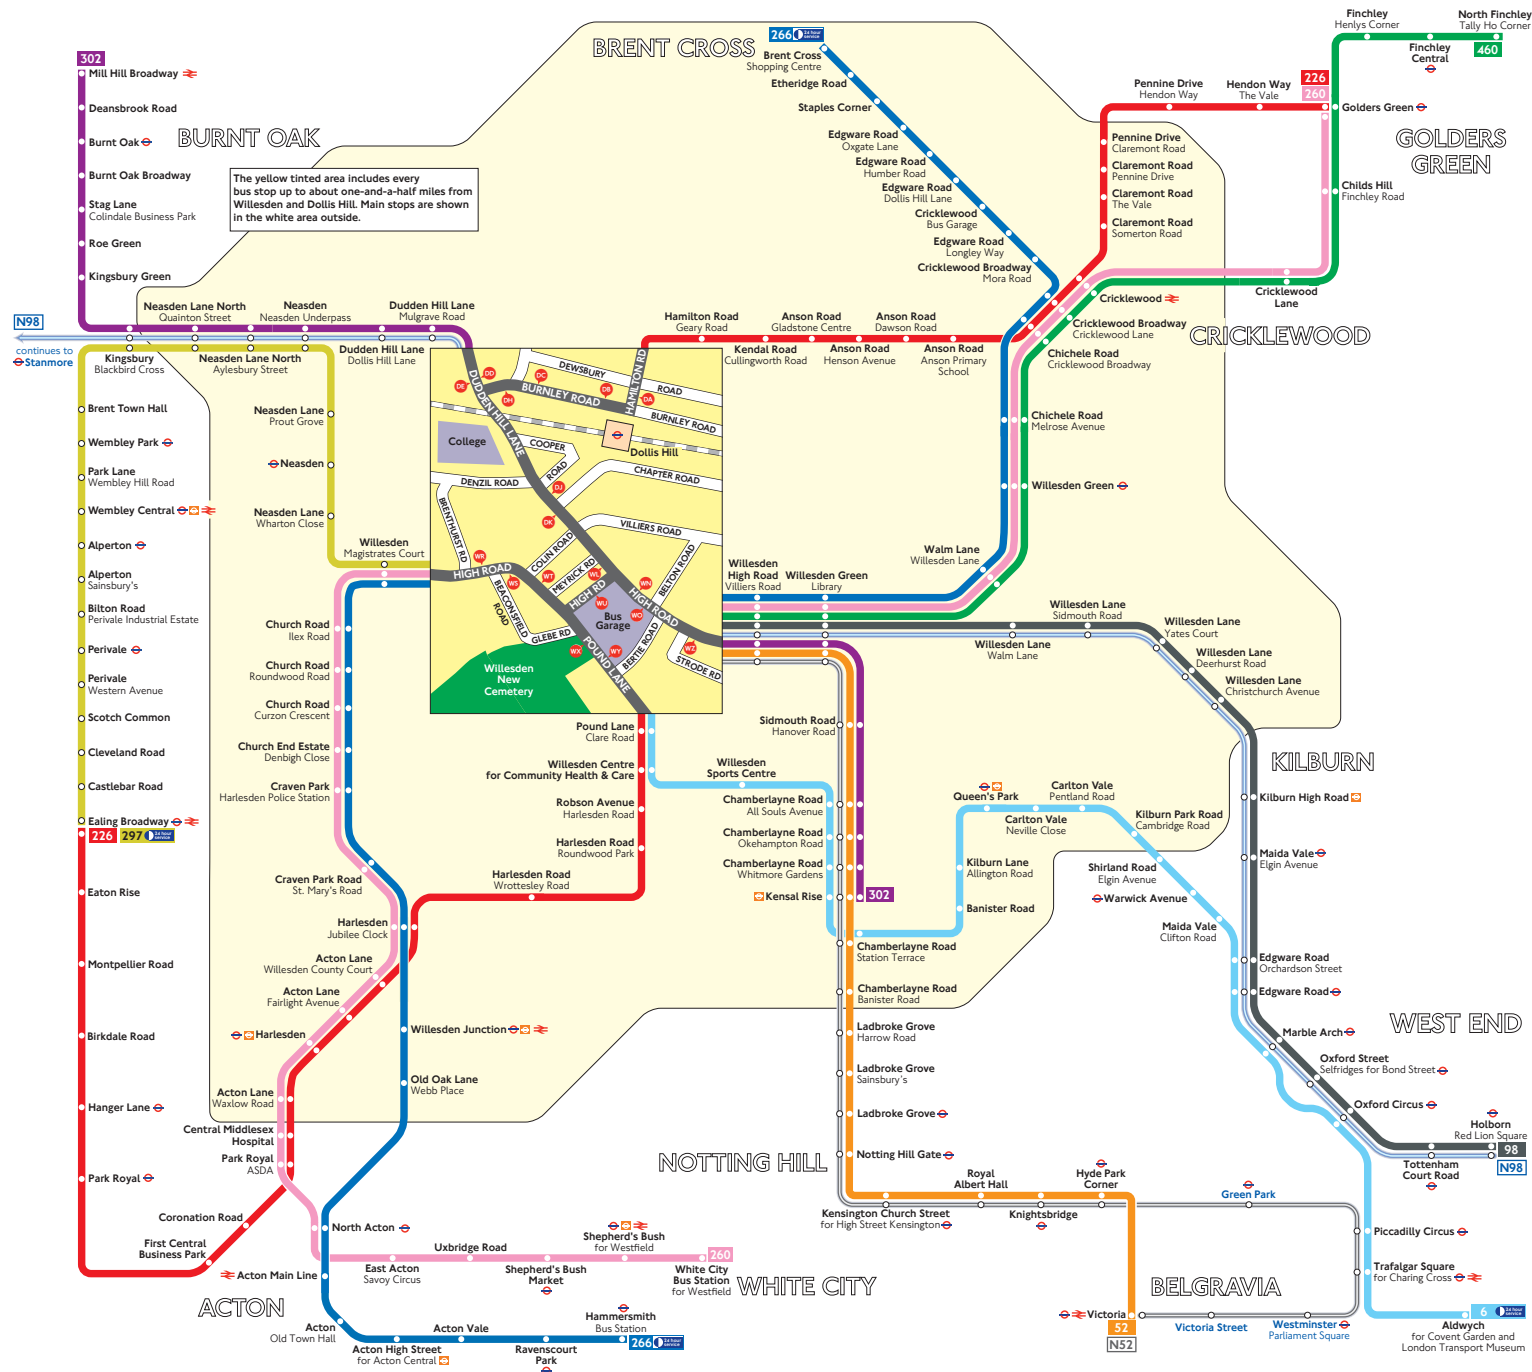 BRENT CROSS
266
24 hour
service
Brent Cross
Shopping Centre
Etheridge Road
Staples Corner
Edgware Road
Oxgate Lane
Edgware Road
Humber Road
Edgware Road
Dollis Hill Lane
Cricklewood
Bus Garage
Edgware Road
Longley Way
Cricklewood Broadway
Mora Road
Finchley
Henlys Corner
North Finchley
Tally Ho Corner
Finchley
Central
460
Pennine Drive
Hendon Way
Hendon Way
The Vale
226
260
Golders Green
GOLDERS
GREEN
Pennine Drive
Claremont Road
Claremont Road
Pennine Drive
Claremont Road
The Vale
Claremont Road
Somerton Road
Childs Hill
Finchley Road
Cricklewood
Lane
Cricklewood
Cricklewood Broadway
Cricklewood Lane
CRICKLEWOOD
Chichele Road
Cricklewood Broadway
Chichele Road
Melrose Avenue
Willesden Green
Walm Lane
Willesden Lane
302
Mill Hill Broadway
Deansbrook Road
Burnt Oak
BURNT OAK
Burnt Oak Broadway
Stag Lane
Colindale Business Park
Roe Green
Kingsbury Green
The yellow tinted area includes every
bus stop up to about one-and-a-half miles from
Willesden and Dollis Hill. Main stops are shown
in the white area outside.
N98
continues to
Stanmore
Neasden Lane North
Quainton Street
Neasden
Neasden Underpass
Dudden Hill Lane
Mulgrave Road
Kingsbury
Blackbird Cross
Neasden Lane North
Aylesbury Street
Dudden Hill Lane
Dollis Hill Lane
Hamilton Road
Geary Road
Anson Road
Gladstone Centre
Anson Road
Dawson Road
Kendal Road
Cullingworth Road
Anson Road
Henson Avenue
Anson Road
Anson Primary
School
Brent Town Hall
Wembley Park
Park Lane
Wembley Hill Road
Wembley Central
Alperton
Alperton
Sainsbury's
Bilton Road
Perivale Industrial Estate
Perivale
Perivale
Western Avenue
Scotch Common
Cleveland Road
Castlebar Road
Ealing Broadway
226
297
24 hour
service
Eaton Rise
Montpellier Road
Birkdale Road
Hanger Lane
Park Royal
Coronation Road
First Central
Business Park
Neasden Lane
Prout Grove
Neasden
Neasden Lane
Wharton Close
Willesden
Magistrates Court
DUDDEN HILL LANE
DEWSBURY
ROAD
BURNLEY ROAD
HAMILTON RD
BURNLEY ROAD
DE
DD
DC
DB
DA
DH
College
COOPER
ROAD
Dollis Hill
DENZIL ROAD
CHAPTER ROAD
DJ
DK
BRENTHURST RD
VILLIERS ROAD
COLIN ROAD
MEYRICK RD
BELTON ROAD
WR
HIGH ROAD
WS
WT
WL
WN
HIGH RD
HIGH ROAD
WU
WO
BEACONSFIELD
ROAD
Bus
Garage
GLEBE RD
WX
WY
WZ
BERTIE ROAD
STRODE RD
POUND LANE
Willesden
New
Cemetery
Willesden
High Road
Villiers Road
Willesden Green
Library
Willesden Lane
Sidmouth Road
Willesden Lane
Walm Lane
Willesden Lane
Yates Court
Willesden Lane
Deerhurst Road
Willesden Lane
Christchurch Avenue
KILBURN
Kilburn High Road
Maida Vale
Elgin Avenue
Edgware Road
Orchardson Street
Edgware Road
Marble Arch
WEST END
Oxford Street
Selfridges for Bond Street
Oxford Circus
Holborn
Red Lion Square
98
N98
Tottenham
Court Road
Church Road
Ilex Road
Church Road
Roundwood Road
Church Road
Curzon Crescent
Church End Estate
Denbigh Close
Craven Park
Harlesden Police Station
Craven Park Road
St. Mary's Road
Harlesden
Jubilee Clock
Acton Lane
Willesden County Court
Acton Lane
Fairlight Avenue
Harlesden
Acton Lane
Waxlow Road
Central Middlesex
Hospital
Park Royal
ASDA
Willesden Junction
Old Oak Lane
Webb Place
North Acton
Acton Main Line
ACTON
Acton
Old Town Hall
Acton High Street
for Acton Central
Acton Vale
Ravenscourt
Park
Hammersmith
Bus Station
266
24 hour
service
East Acton
Savoy Circus
Uxbridge Road
Shepherd's Bush
Market
Shepherd's Bush
for Westfield
260
White City
Bus Station
for Westfield
WHITE CITY
Pound Lane
Clare Road
Willesden Centre
for Community Health & Care
Robson Avenue
Harlesden Road
Harlesden Road
Roundwood Park
Harlesden Road
Wrottesley Road
Willesden
Sports Centre
Sidmouth Road
Hanover Road
Chamberlayne Road
All Souls Avenue
Chamberlayne Road
Okehampton Road
Chamberlayne Road
Whitmore Gardens
Kensal Rise
302
Chamberlayne Road
Station Terrace
Chamberlayne Road
Banister Road
Queen's Park
Carlton Vale
Neville Close
Carlton Vale
Pentland Road
Kilburn Park Road
Cambridge Road
Kilburn Lane
Allington Road
Banister Road
Shirland Road
Elgin Avenue
Warwick Avenue
Maida Vale
Clifton Road
Ladbroke Grove
Harrow Road
Ladbroke Grove
Sainsbury's
Ladbroke Grove
NOTTING HILL
Notting Hill Gate
Kensington Church Street
for High Street Kensington
Royal
Albert Hall
Knightsbridge
Hyde Park
Corner
Green Park
Piccadilly Circus
Trafalgar Square
for Charing Cross
BELGRAVIA
Victoria
52
N52
Victoria Street
Westminster
Parliament Square
6
24 hour
service
Aldwych
for Covent Garden and
London Transport Museum